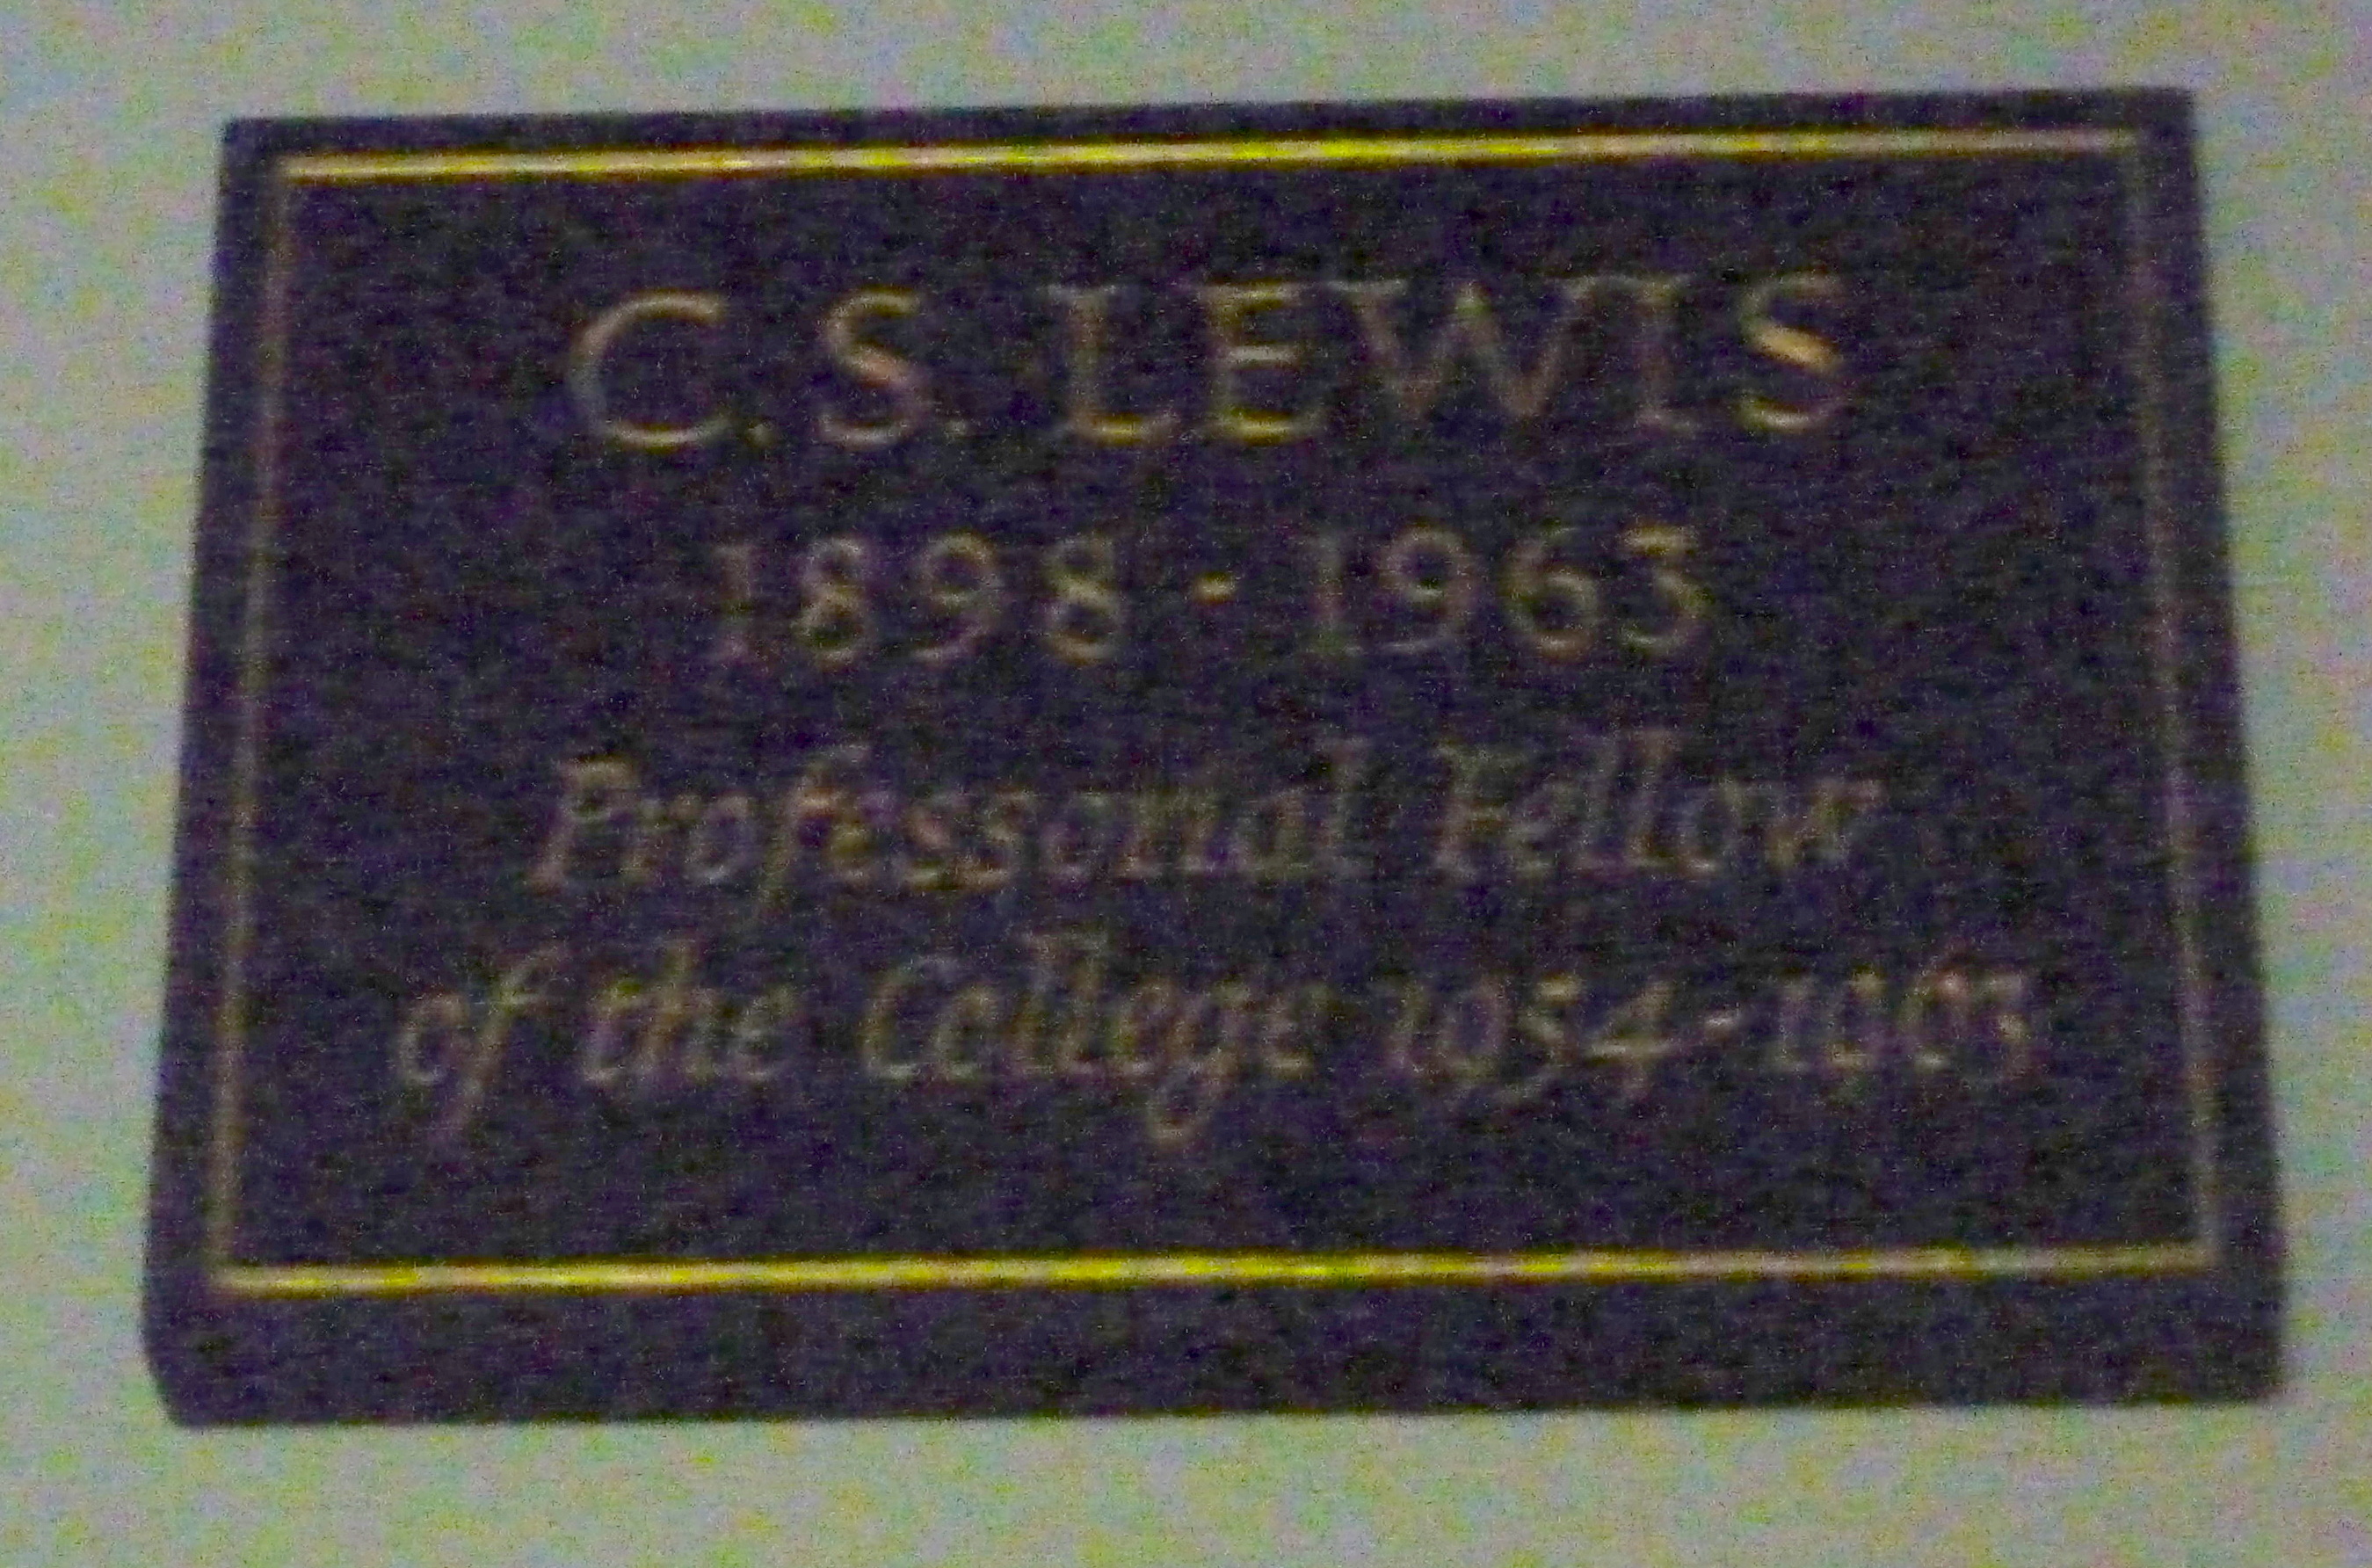 C.S. LEWIS
1898 - 1963
Professorial Fellow
of the College 1954-1963